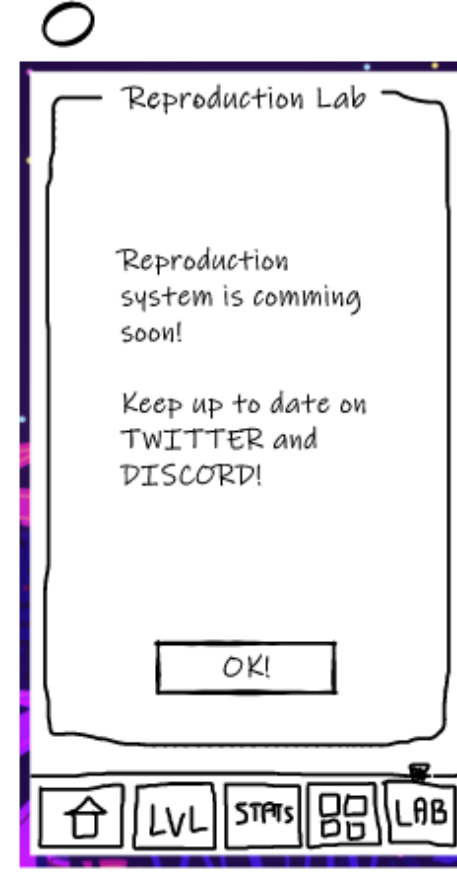 Reproduction Lab
Reproduction
system is comming
soon!
Keep up to date on
TWITTER and
DISCORD!
OK!
LVL
STATS
LAB